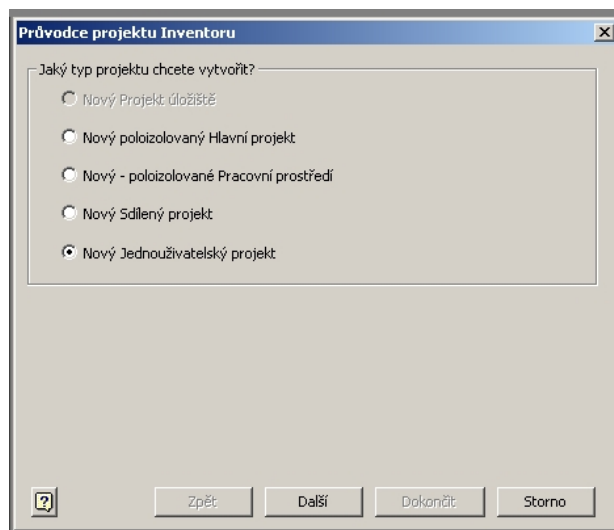 Průvodce projektu Inventoru
Jaký typ projektu chcete vytvořit?
Nový Projekt úložiště
Nový poloizolovaný Hlavní projekt
Nový - poloizolované Pracovní prostředí
Nový Sdílený projekt
Nový Jednouživatelský projekt
Zpět Další Dokončit Storno